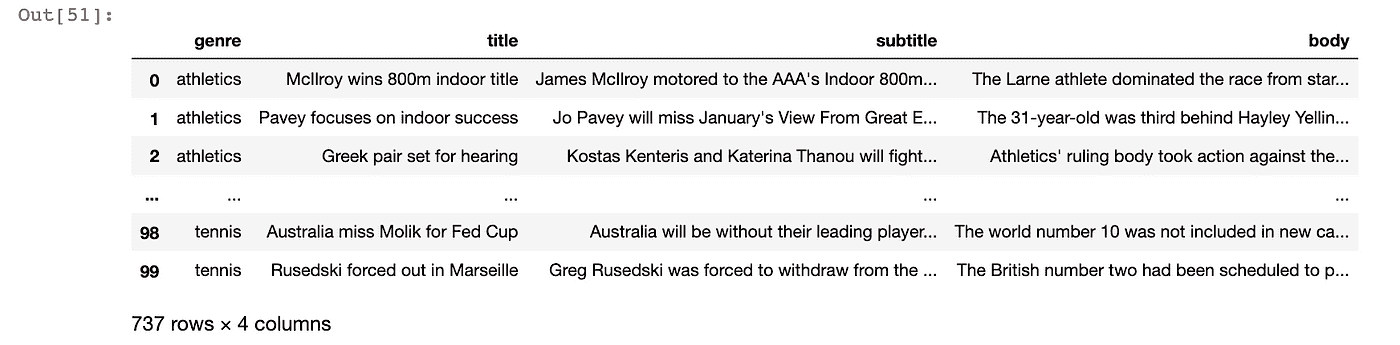 Out[51]:
genre title subtitle body
0 athletics McIlroy wins 800m indoor title James McIlroy motored to the AAA's Indoor 800m... The Larne athlete dominated the race from star...
1 athletics Pavey focuses on indoor success Jo Pavey will miss January's View From Great E... The 31-year-old was third behind Hayley Yellin...
2 athletics Greek pair set for hearing Kostas Kenteris and Katerina Thanou will fight... Athletics' ruling body took action against the...
... ... ... ... ...
98 tennis Australia miss Molik for Fed Cup Australia will be without their leading player... The world number 10 was not included in new ca...
99 tennis Rusedski forced out in Marseille Greg Rusedski was forced to withdraw from the ... The British number two had been scheduled to p...
737 rows × 4 columns